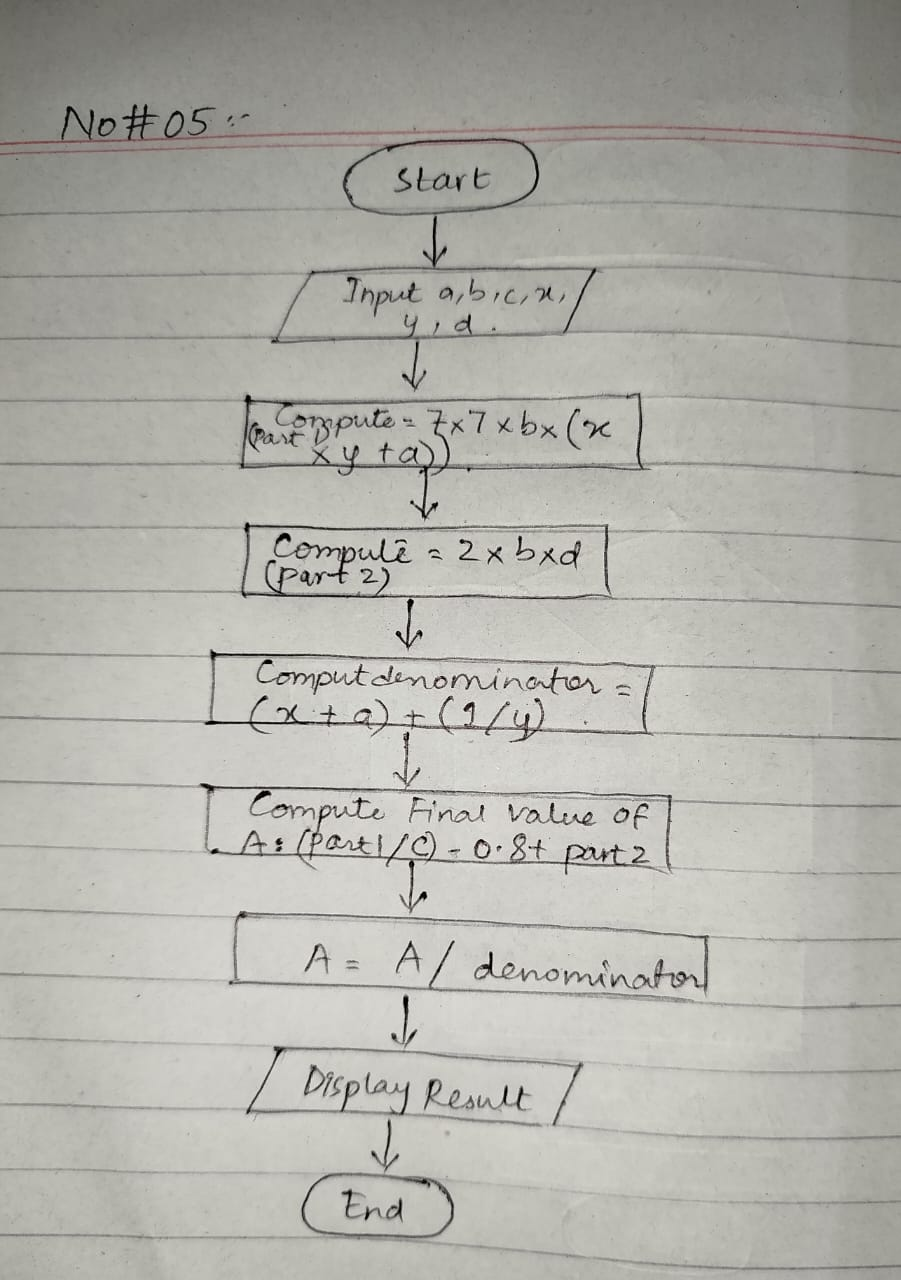 No#05:-
Start
Input a,b,c,x,
y,d.
Compute = 7x7xbx(x
(Part 1)
xy+a))
Compute = 2xbxd
(part 2)
Comput denominator =
(x+a)+(1/y)
Compute Final value of
A: (Part1/C) - 0.8+ part2
A = A/ denominator
Display Result
End